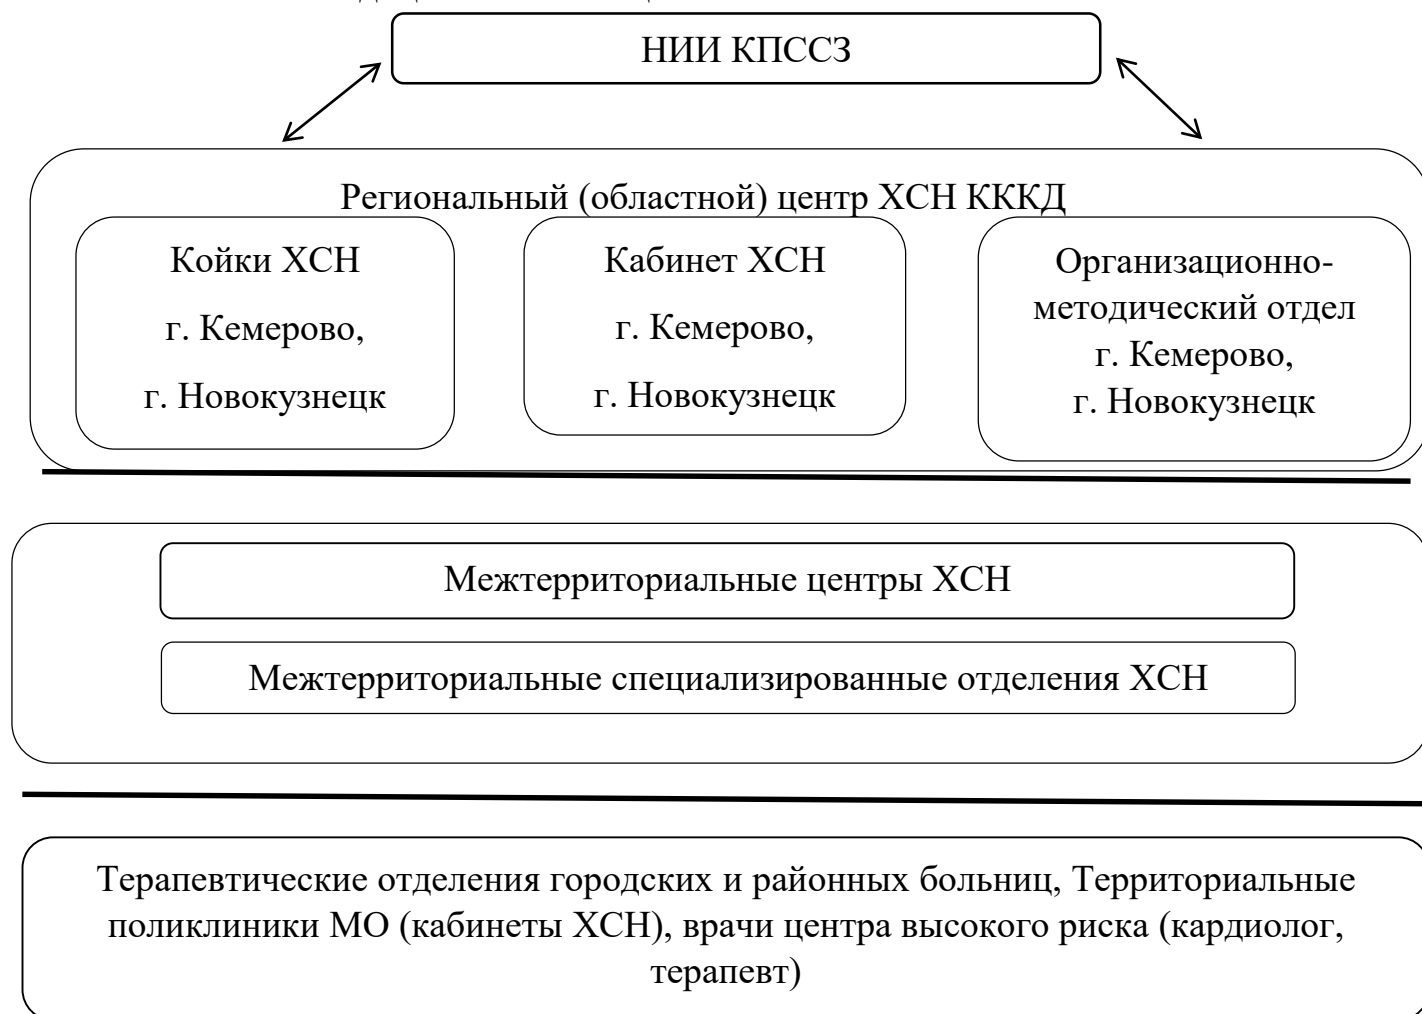 НИИ КПССЗ
Региональный (областной) центр ХСН КККД
Койки ХСН
г. Кемерово,
г. Новокузнецк
Кабинет ХСН
г. Кемерово,
г. Новокузнецк
Организационно-
методический отдел
г. Кемерово,
г. Новокузнецк
Межтерриториальные центры ХСН
Межтерриториальные специализированные отделения ХСН
Терапевтические отделения городских и районных больниц, Территориальные
поликлиники МО (кабинеты ХСН), врачи центра высокого риска (кардиолог,
терапевт)